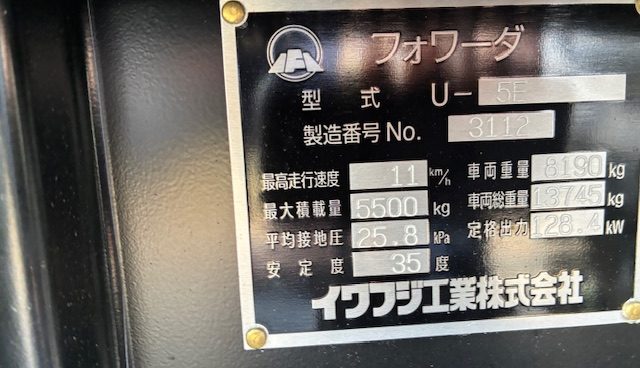 フォワーダ
型式 U-5F
製造番号 No. 3112
最高走行速度 11 km/h 車両重量 8190 kg
最大積載量 5500 kg 車両総重量 13745 kg
平均接地圧 25.8 kPa 定格出力 128.4 kW
安定度 35 度
イワフジ工業株式会社